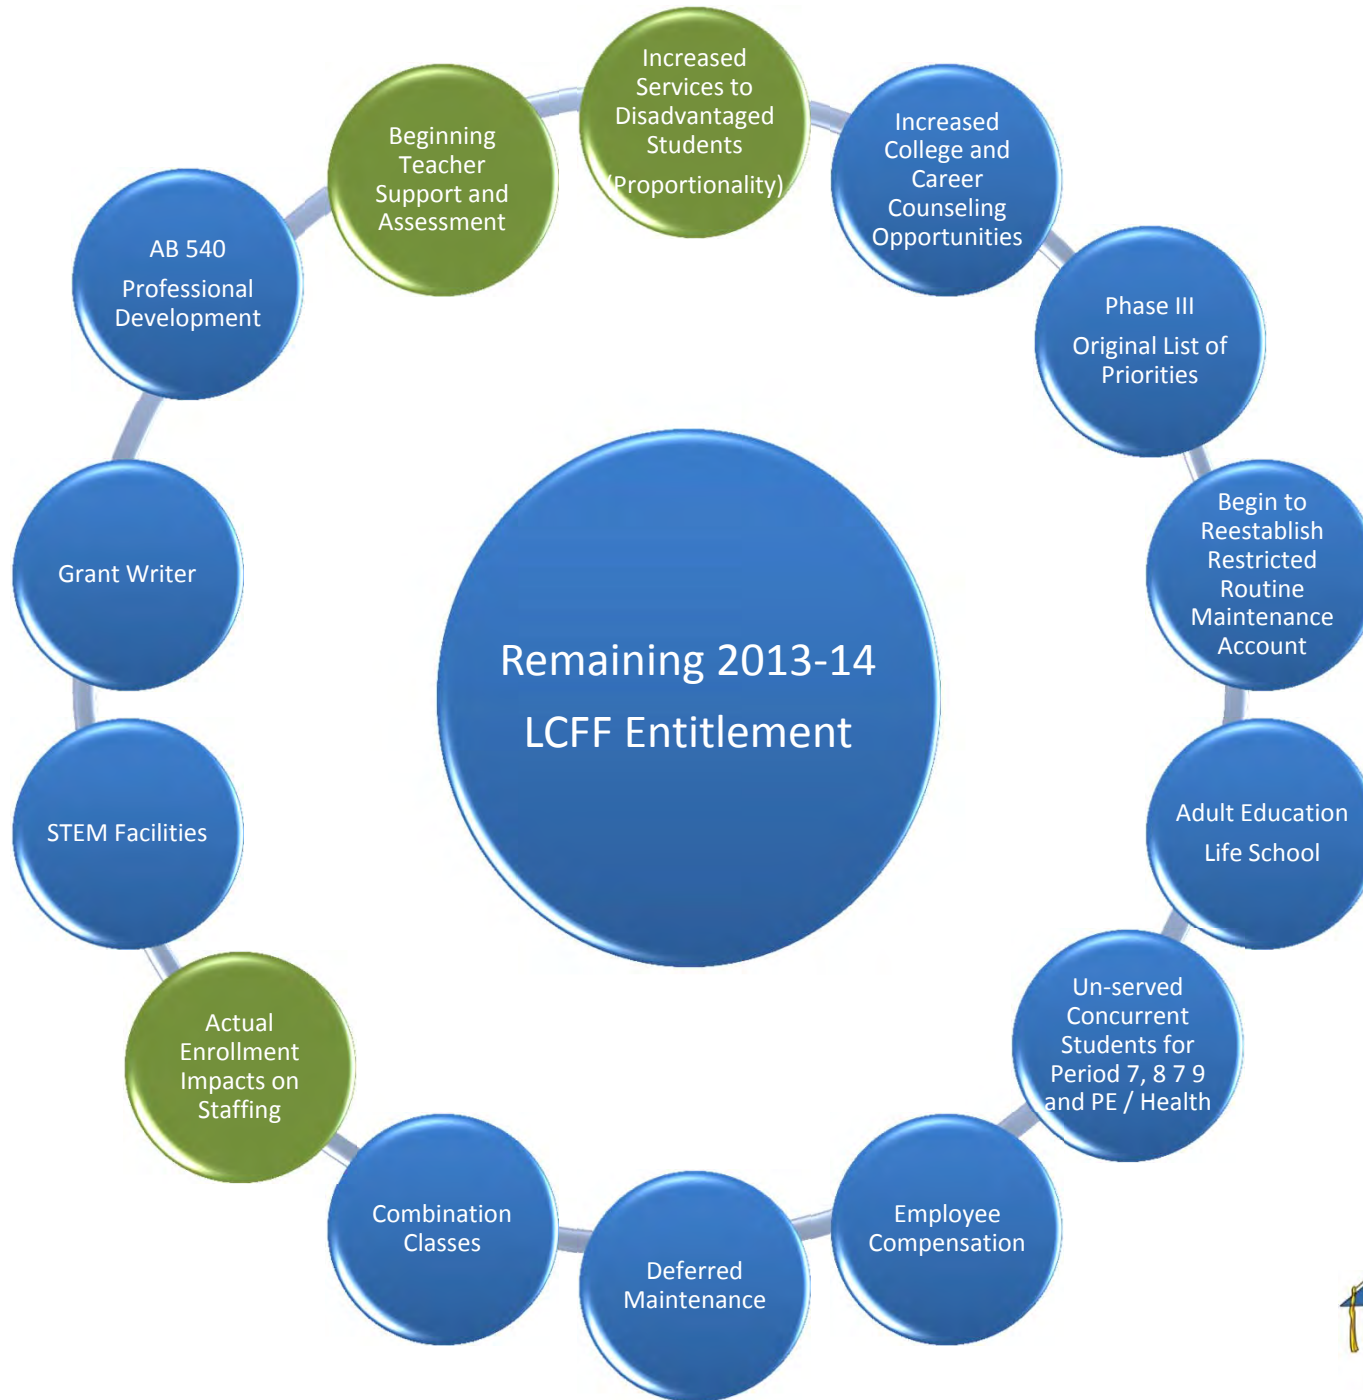 Increased
Services to
Disadvantaged
Students
(Proportionality)
Increased
College and
Career
Counseling
Opportunities
Phase III
Original List of
Priorities
Begin to
Reestablish
Restricted
Routine
Maintenance
Account
Adult Education
Life School
Un-served
Concurrent
Students for
Period 7, 8 7 9
and PE / Health
Employee
Compensation
Deferred
Maintenance
Combination
Classes
Actual
Enrollment
Impacts on
Staffing
STEM Facilities
Grant Writer
AB 540
Professional
Development
Beginning
Teacher
Support and
Assessment
Remaining 2013-14
LCFF Entitlement